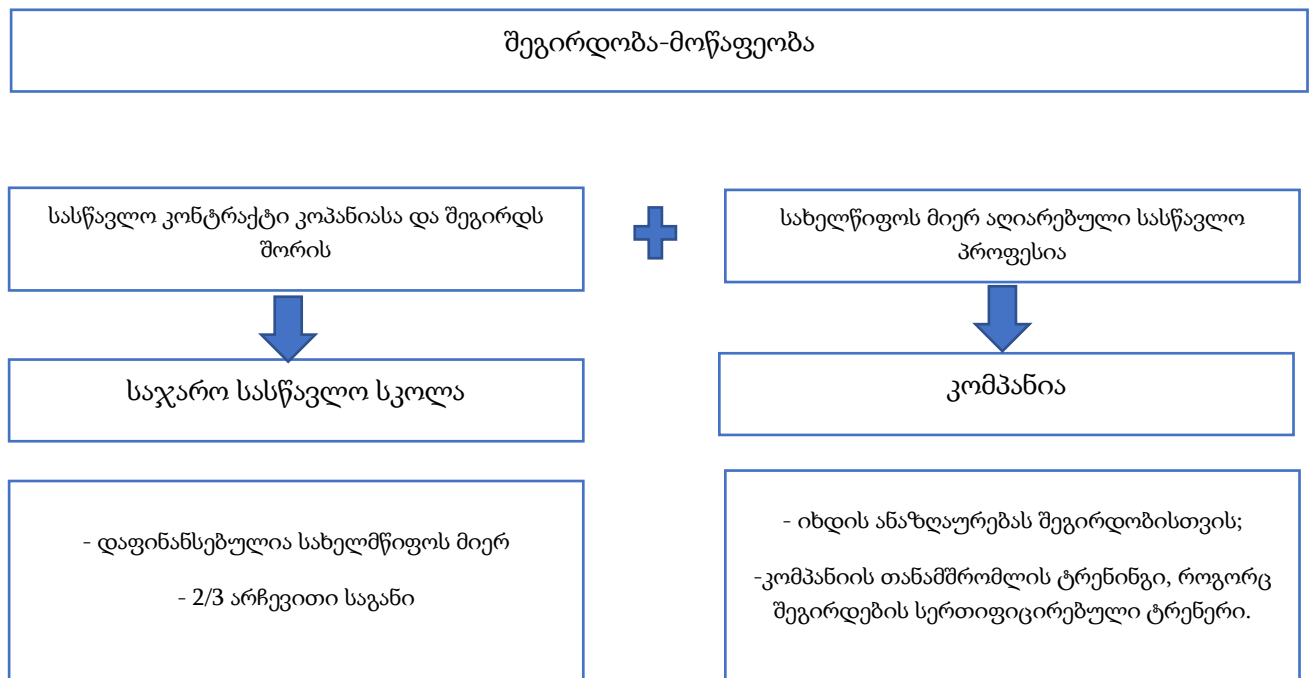 შეგირდობა-მოწაფეობა
სასწავლო კონტრაქტი კოპანიასა და შეგირდს
შორის
სახელწიფოს მიერ აღიარებული სასწავლო
პროფესია
საჯარო სასწავლო სკოლა
კომპანია
- დაფინანსებულია სახელმწიფოს მიერ
- 2/3 არჩევითი საგანი
- იხდის ანაზღაურებას შეგირდობისთვის;
-კომპანიის თანამშრომლის ტრენინგი, როგორც
შეგირდების სერთიფიცირებული ტრენერი.